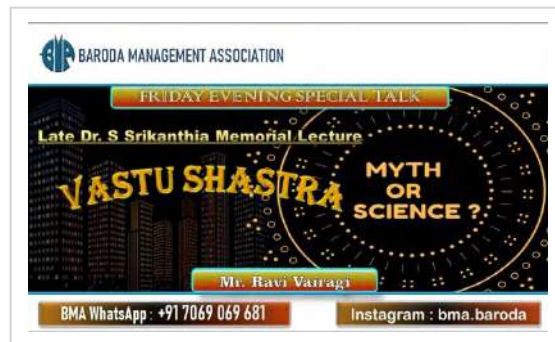 BMA BARODA MANAGEMENT ASSOCIATION
FRIDAY EVENING SPECIAL TALK
Late Dr. S Srikanthia Memorial Lecture
VASTU SHASTRA
MYTH
OR
SCIENCE ?
Mr. Ravi Vairagi
BMA WhatsApp : +91 7069 069 681
Instagram : bma.baroda